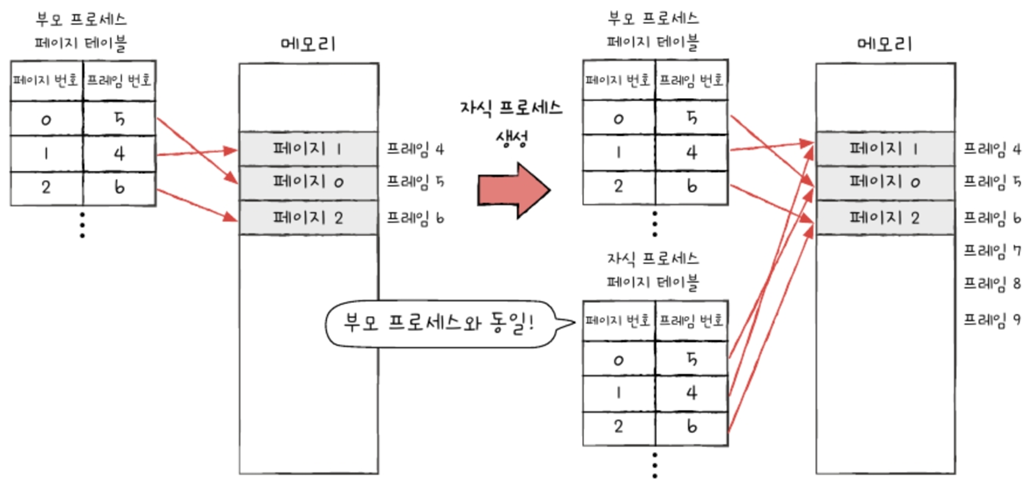 부모 프로세스
페이지 테이블
페이지 번호 프레임 번호
0 5
1 4
2 6
메모리
페이지 1 프레임 4
페이지 0 프레임 5
페이지 2 프레임 6
자식 프로세스
생성
부모 프로세스
페이지 테이블
페이지 번호 프레임 번호
0 5
1 4
2 6
자식 프로세스
페이지 테이블
부모 프로세스와 동일!
페이지 번호 프레임 번호
0 5
1 4
2 6
메모리
페이지 1 프레임 4
페이지 0 프레임 5
페이지 2 프레임 6
프레임 7
프레임 8
프레임 9